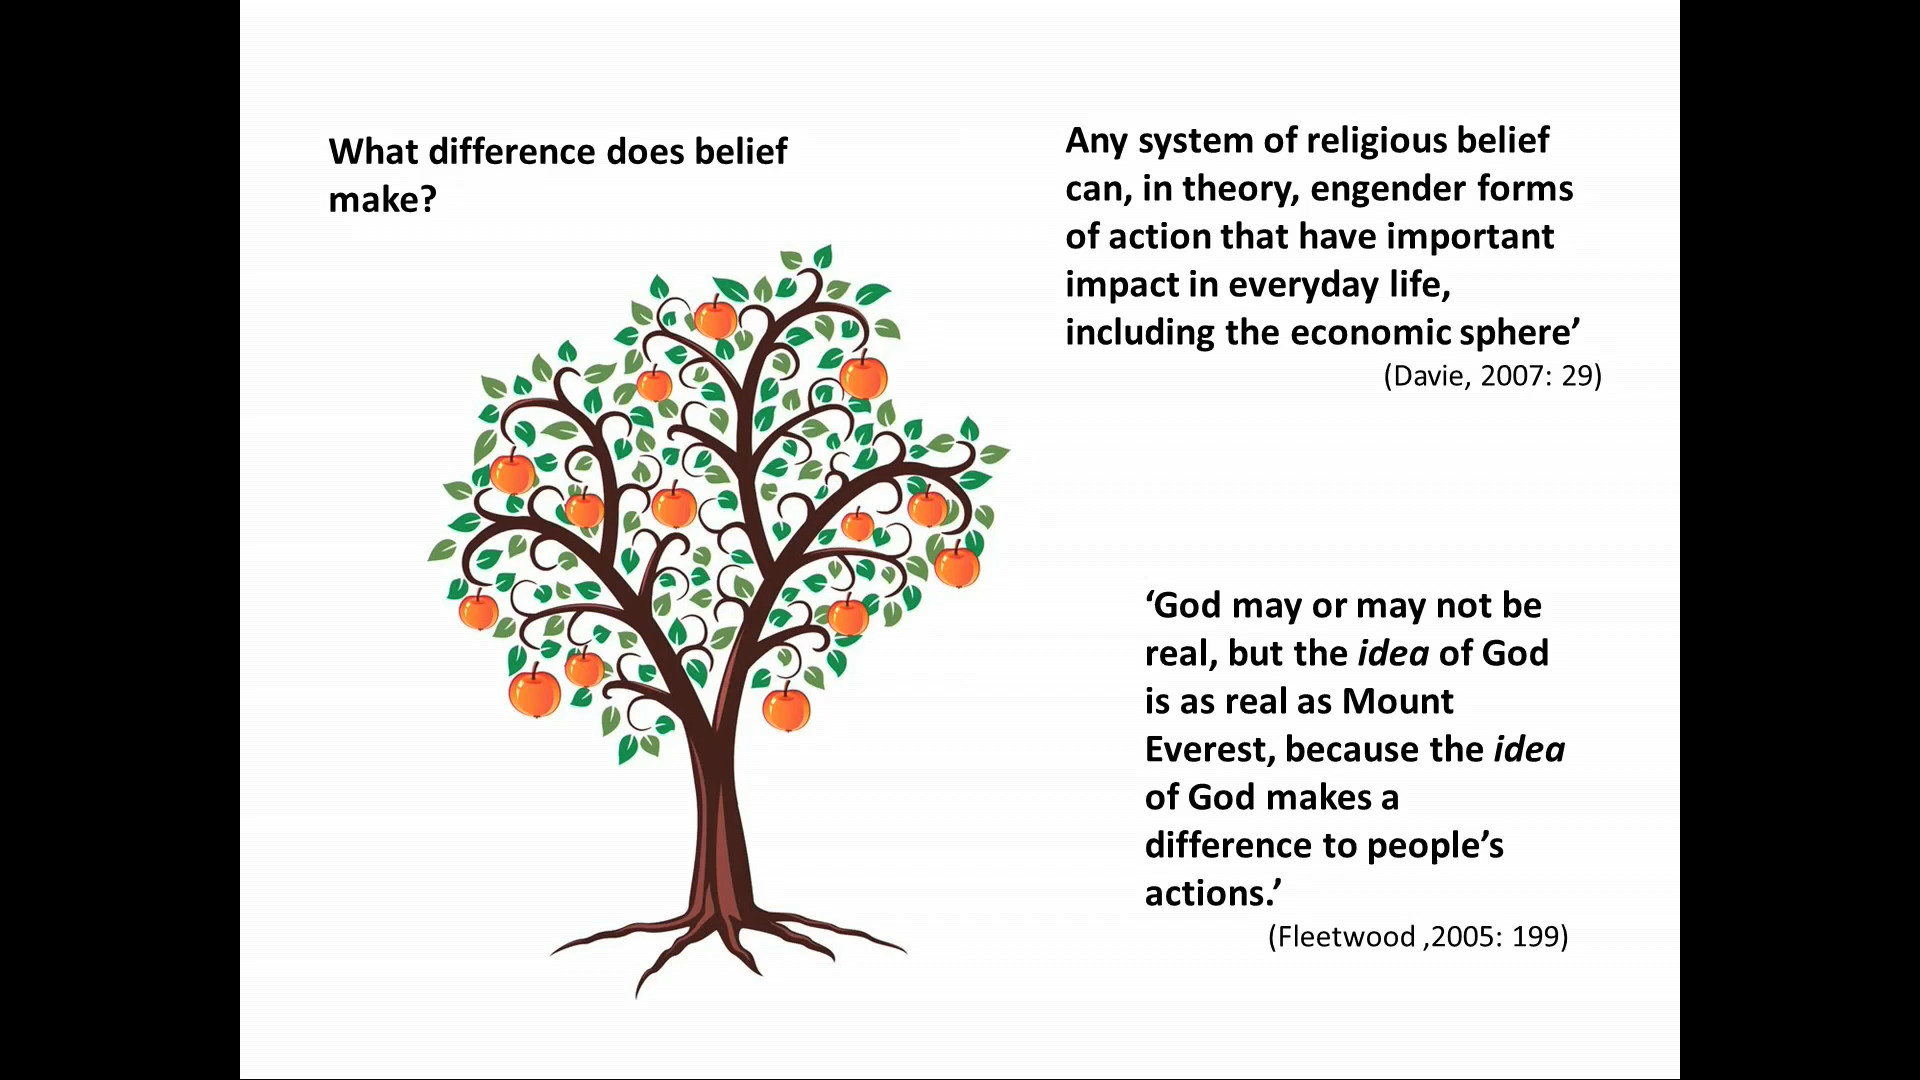 What difference does belief
make?
Any system of religious belief
can, in theory, engender forms
of action that have important
impact in everyday life,
including the economic sphere’
(Davie, 2007: 29)
‘God may or may not be
real, but the idea of God
is as real as Mount
Everest, because the idea
of God makes a
difference to people’s
actions.’
(Fleetwood ,2005: 199)